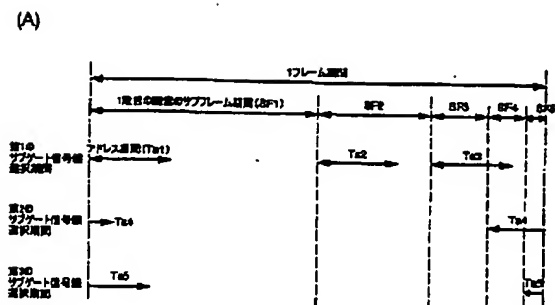 (A)
1フレーム期間
1階目の階調のサブフレーム期間(SF1)
SF2
SF3
SF4
第1の
サブゲート信号線
選択期間
アドレス期間(Ta1)
Ta2
Ta3
第2の
サブゲート信号線
選択期間
Ta4
Ta4
第3の
サブゲート信号線
選択期間
Ta5